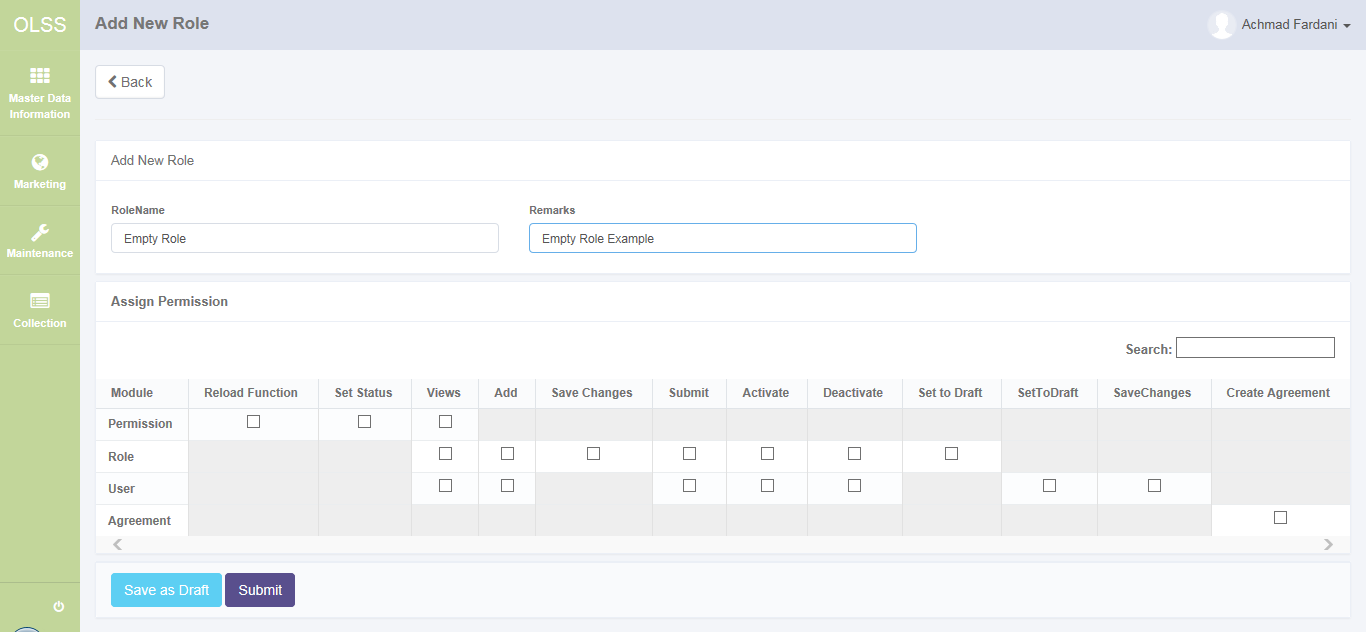 OLSS
Add New Role
Achmad Fardani
Back
Master Data
Information
Marketing
Maintenance
Collection
Add New Role
RoleName
Remarks
Empty Role
Empty Role Example
Assign Permission
Search:
Module Reload Function Set Status Views Add Save Changes Submit Activate Deactivate Set to Draft SetToDraft SaveChanges Create Agreement
Permission
Role
User
Agreement
Save as Draft Submit